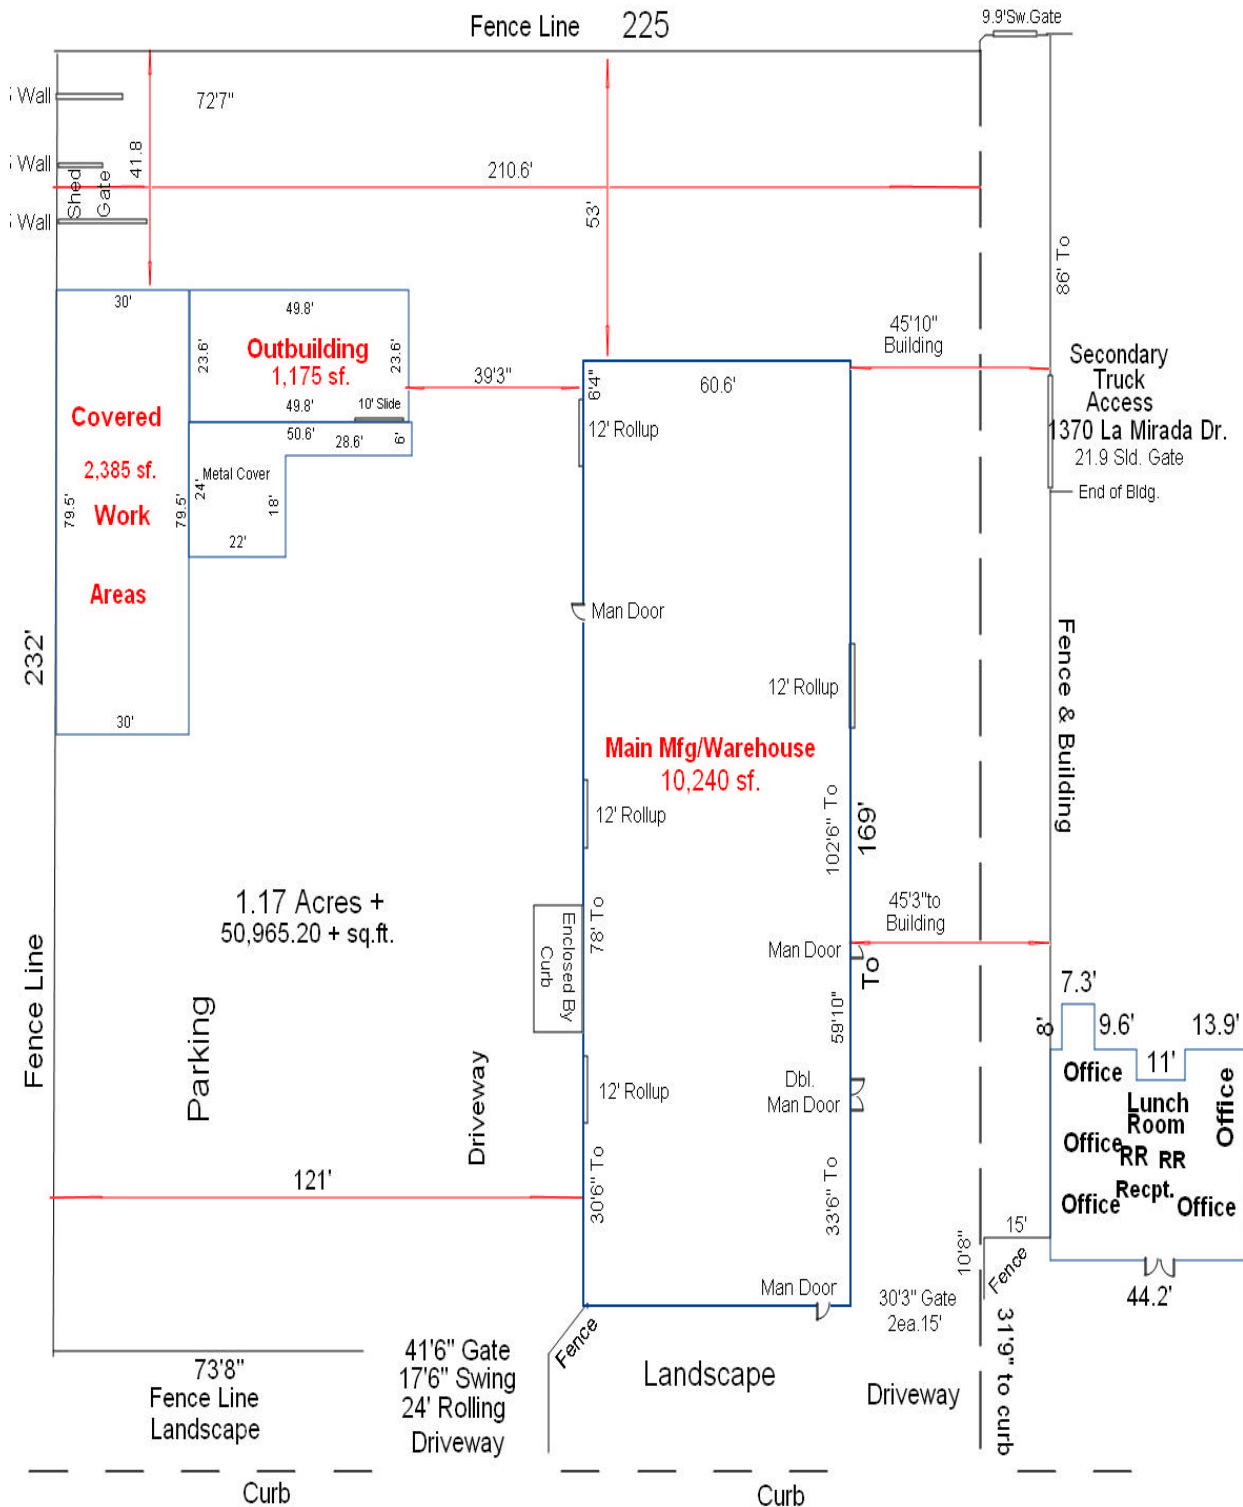 Fence Line 225
9.9'Sw.Gate
Wall
72'7"
41.8
Wall
Shed
Gate
210.6'
Wall
53'
86' To
30'
49.8'
23.6'
Outbuilding
1,175 sf.
23.6'
49.8'
10' Slide
39'3"
45'10"
Building
6'4"
60.6'
Secondary
Truck
Access
1370 La Mirada Dr.
21.9 Sld. Gate
End of Bldg.
Covered
2,385 sf.
Work
Areas
79.5'
79.5'
30'
50.6'
28.6'
6'
Metal Cover
24'
18'
22'
12' Rollup
Man Door
12' Rollup
Main Mfg/Warehouse
10,240 sf.
12' Rollup
102'6" To
169'
To
232'
Fence Line
Fence & Building
1.17 Acres +
50,965.20 + sq.ft.
Enclosed By
Curb
78' To
45'3"to
Building
Man Door
59'10"
Parking
Driveway
12' Rollup
Dbl.
Man Door
7.3'
8'
9.6'
13.9'
11'
Office
Lunch
Room
Office
Office
RR RR
Recpt.
Office
Office
121'
30'6" To
33'6" To
15'
10'8"
Fence
44.2'
Man Door
30'3" Gate
2ea.15'
31'9" to curb
Fence
73'8"
Fence Line
Landscape
41'6" Gate
17'6" Swing
24' Rolling
Driveway
Landscape
Driveway
Curb
Curb